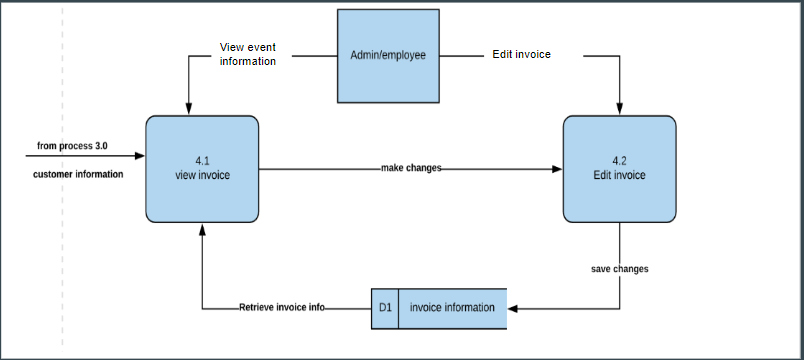 View event
information
Admin/employee
Edit invoice
from process 3.0
customer information
4.1
view invoice
make changes
4.2
Edit invoice
save changes
Retrieve invoice info
D1
invoice information